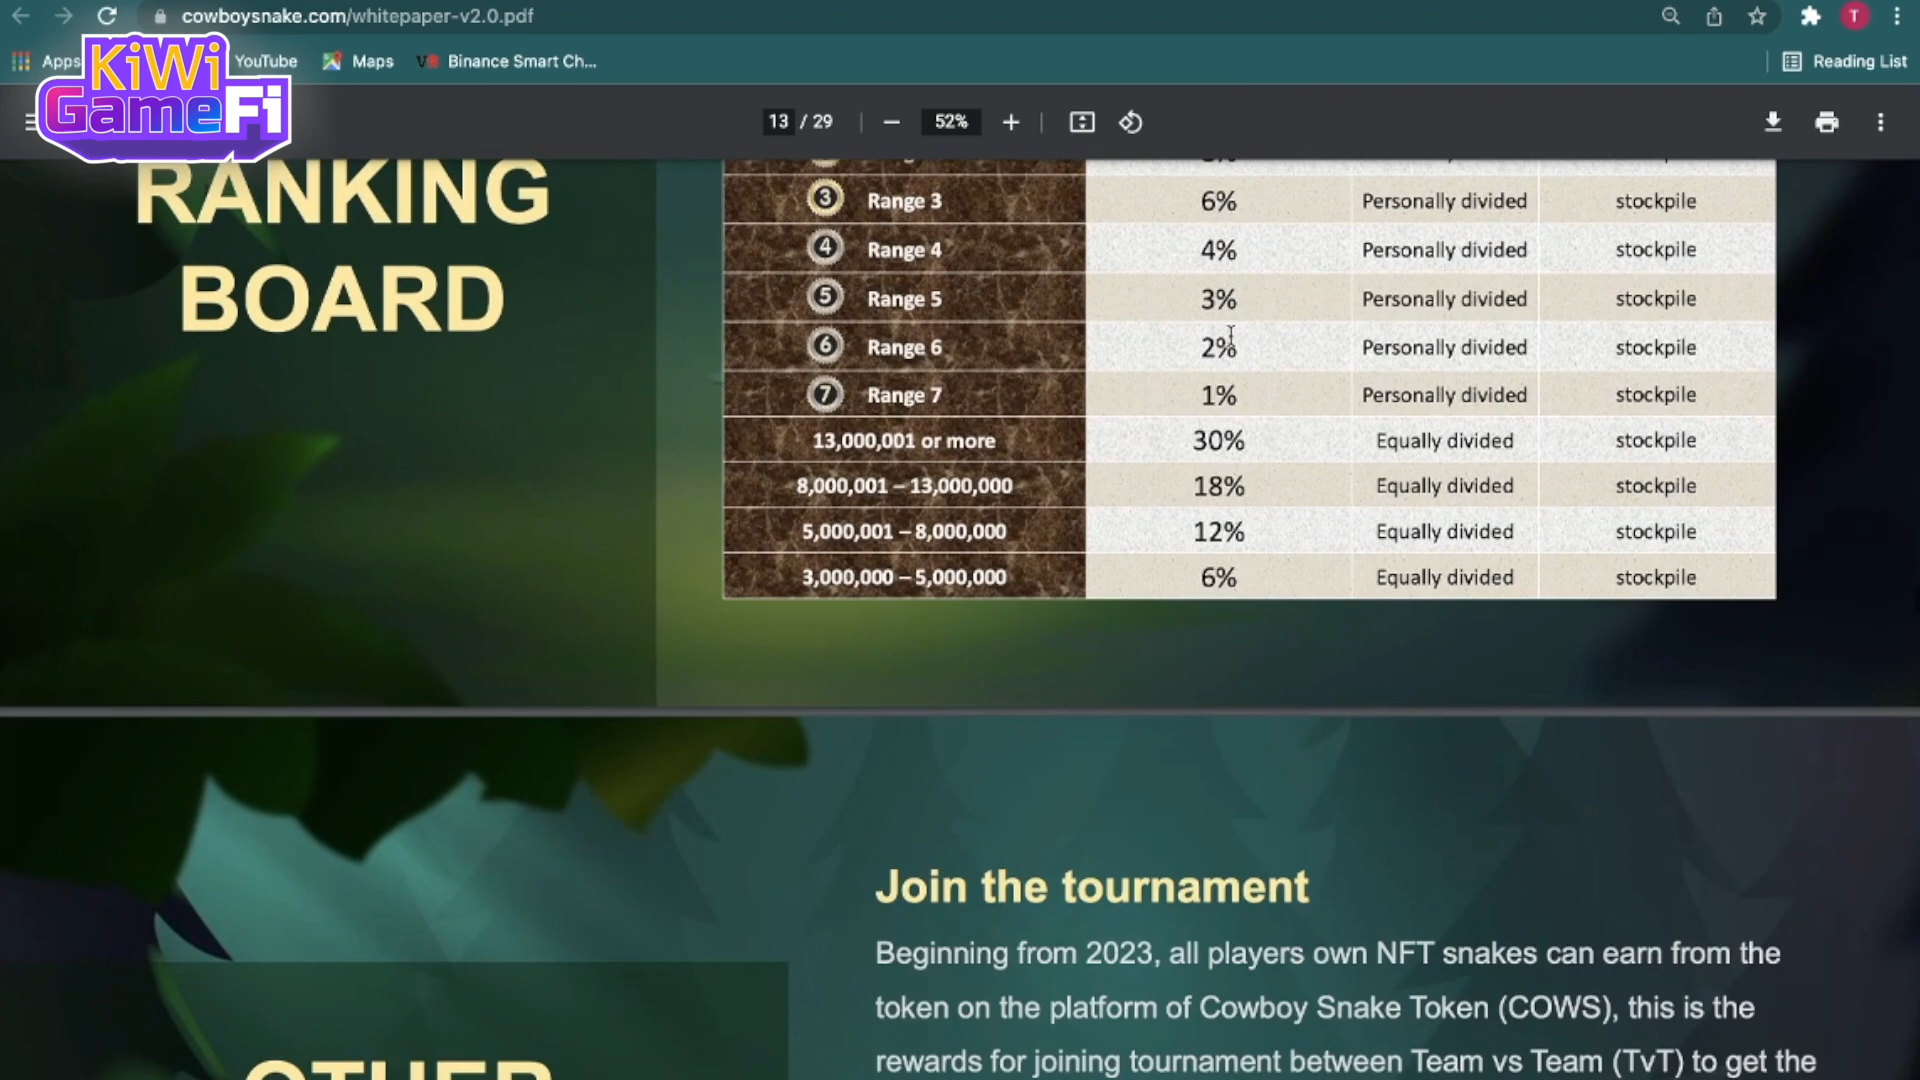 cowboysnake.com/whitepaper-v2.0.pdf
T
Apps
YouTube
Maps
Binance Smart Ch...
Reading List
KiWi
GameFi
13 / 29
52%
RANKING
BOARD
3 Range 3 6% Personally divided stockpile
4 Range 4 4% Personally divided stockpile
5 Range 5 3% Personally divided stockpile
6 Range 6 2% Personally divided stockpile
7 Range 7 1% Personally divided stockpile
13,000,001 or more 30% Equally divided stockpile
8,000,001 – 13,000,000 18% Equally divided stockpile
5,000,001 – 8,000,000 12% Equally divided stockpile
3,000,000 – 5,000,000 6% Equally divided stockpile
Join the tournament
Beginning from 2023, all players own NFT snakes can earn from the
token on the platform of Cowboy Snake Token (COWS), this is the
rewards for joining tournament between Team vs Team (TvT) to get the
OTHER